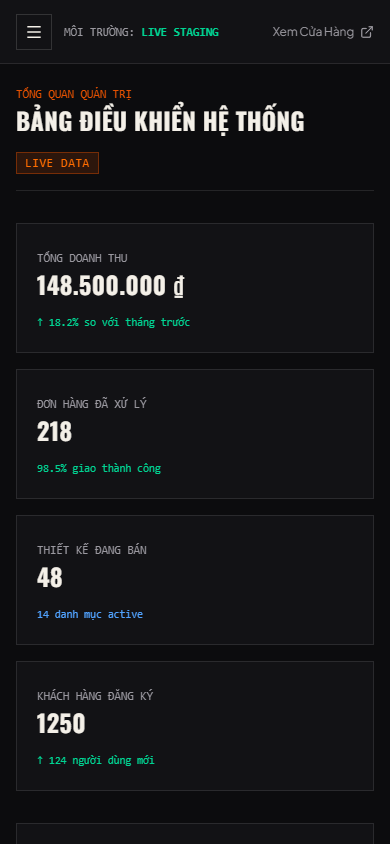 MÔI TRƯỜNG: LIVE STAGING
Xem Cửa Hàng
TỔNG QUAN QUẢN TRỊ
BẢNG ĐIỀU KHIỂN HỆ THỐNG
LIVE DATA
TỔNG DOANH THU
148.500.000 ₫
↑ 18.2% so với tháng trước
ĐƠN HÀNG ĐÃ XỬ LÝ
218
98.5% giao thành công
THIẾT KẾ ĐANG BÁN
48
14 danh mục active
KHÁCH HÀNG ĐĂNG KÝ
1250
↑ 124 người dùng mới